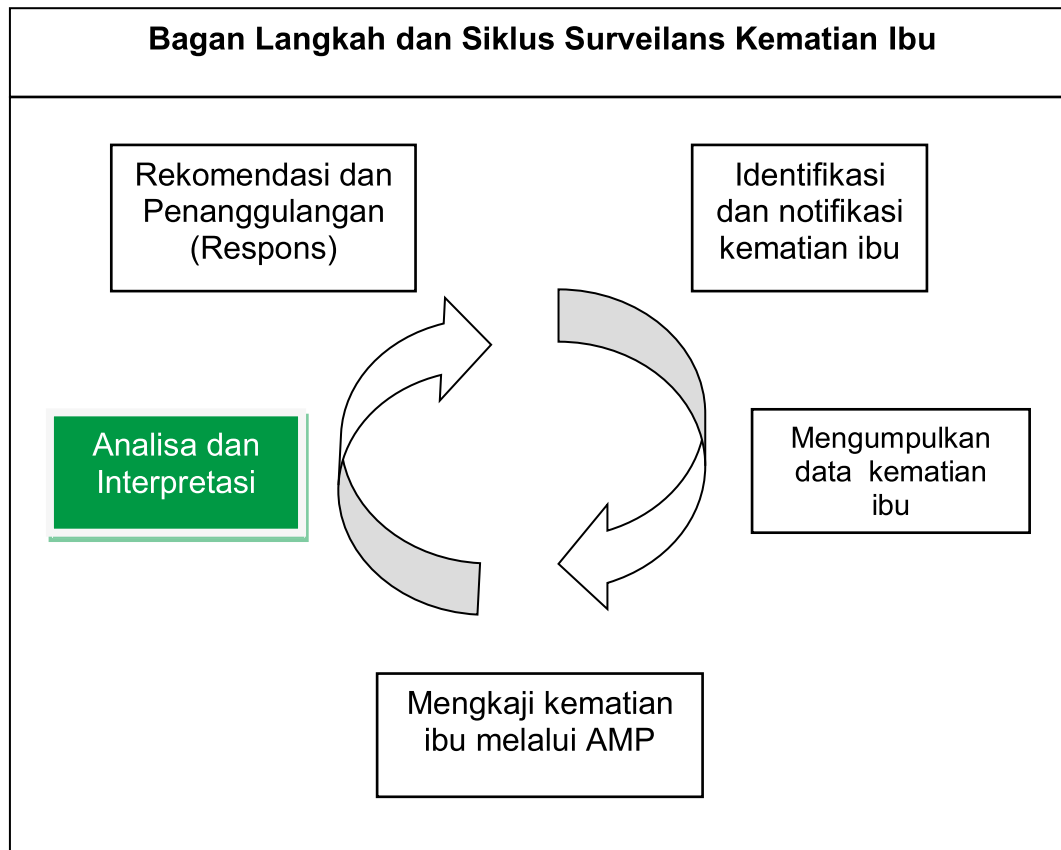 Bagan Langkah dan Siklus Surveilans Kematian Ibu
Rekomendasi dan
Penanggulangan
(Respons)
Identifikasi
dan notifikasi
kematian ibu
Analisa dan
Interpretasi
Mengumpulkan
data kematian
ibu
Mengkaji kematian
ibu melalui AMP